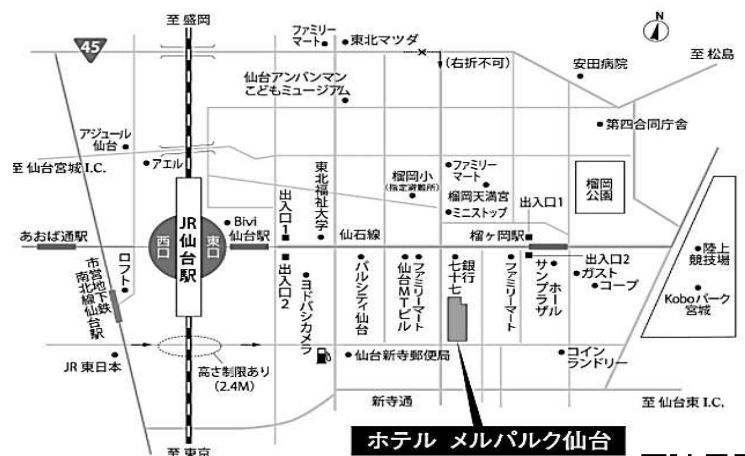 至 盛岡
N
45
ファミリー
マート
東北マツダ
(右折不可)
至 松島
安田病院
仙台アンパンマン
こどもミュージアム
第四合同庁舎
アジュール
仙台
至 仙台宮城 I.C.
アエル
東北福祉大学
榴岡小
(指定避難所)
ファミリー
マート
榴岡天満宮
ミニストップ
榴岡
公園
出入口1
出入口1
Bivi
仙台駅
あおば通駅
西口
JR仙台駅
東口
仙石線
榴ヶ岡駅
陸上
競技場
ロフト
市営地下鉄
南北線仙台駅
出入口2
ヨドバシカメラ
パルシティ仙台
仙台MTビル
ファミリーマート
七十七
銀行
ファミリーマート
サンプラザ
ホール
出入口2
ガスト
コープ
Koboパーク
宮城
JR東日本
高さ制限あり
(2.4M)
仙台新寺郵便局
コイン
ランドリー
新寺通
至 仙台東 I.C.
ホテル メルパルク仙台
至 東京